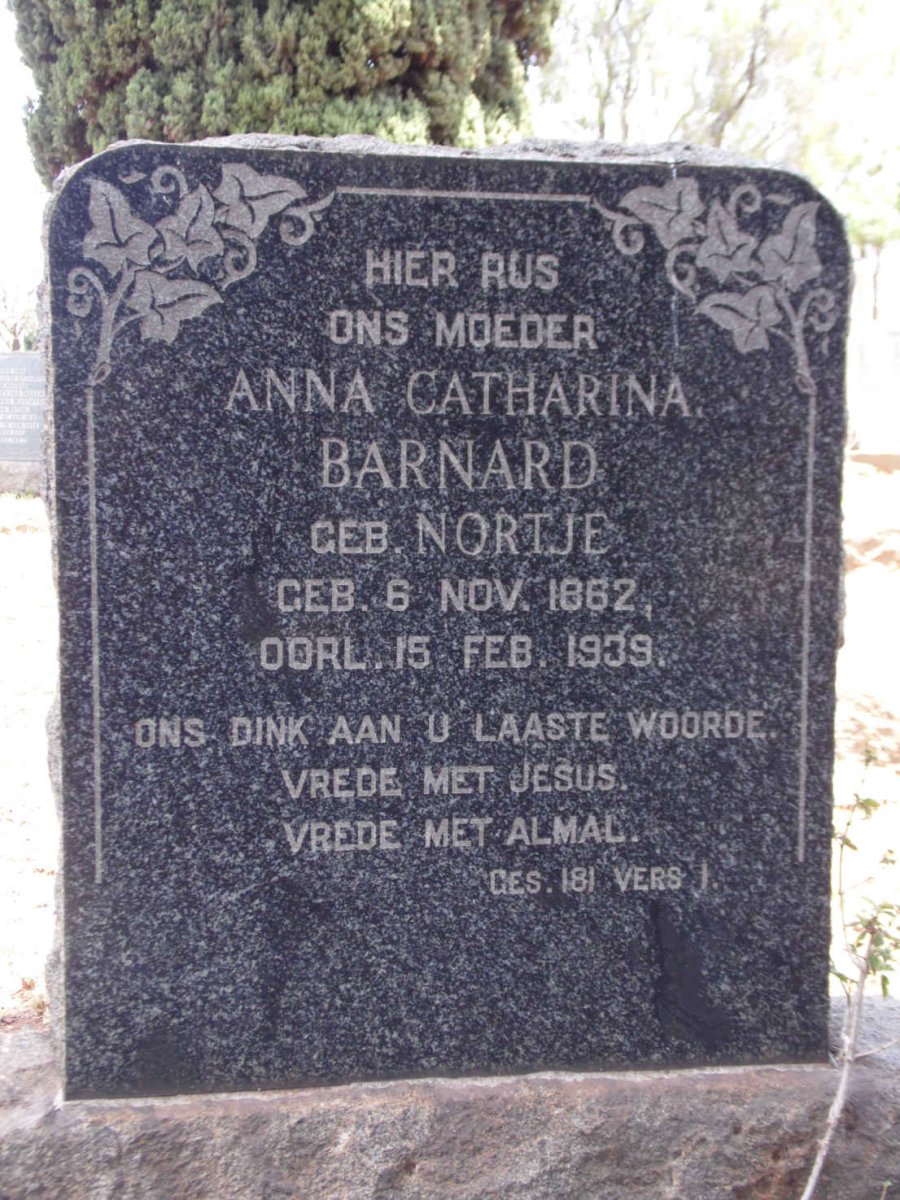 HIER RUS
ONS MOEDER
ANNA CATHARINA
BARNARD
GEB. NORTJE
GEB. 6 NOV. 1862,
OORL. 15 FEB. 1939.
ONS DINK AAN U LAASTE WOORDE.
VREDE MET JESUS.
VREDE MET ALMAL.
GES. 181 VERS 1.